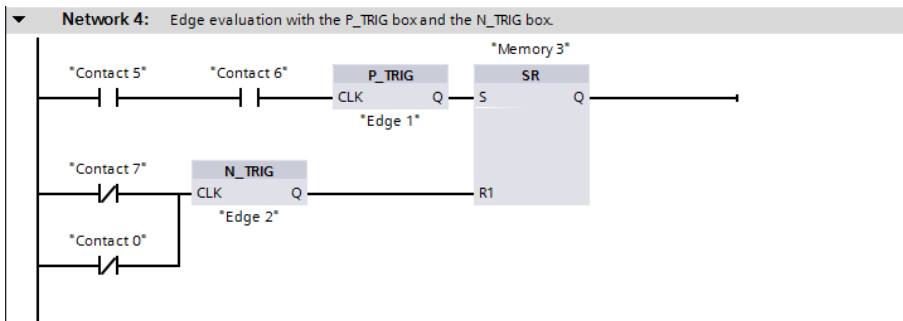 Network 4: Edge evaluation with the P_TRIG box and the N_TRIG box.
"Memory 3"
"Contact 5" "Contact 6" P_TRIG SR
CLK Q S Q
"Edge 1"
"Contact 7" N_TRIG
CLK Q R1
"Edge 2"
"Contact 0"